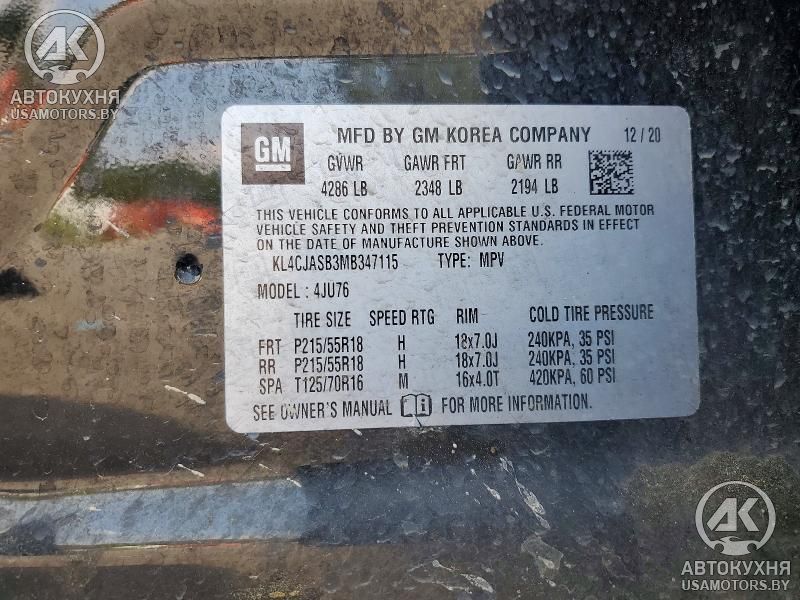 AK
АВТОКУХНЯ
USAMOTORS.BY
GM
MFD BY GM KOREA COMPANY 12/20
GVWR GAWR FRT GAWR RR
4286 LB 2348 LB 2194 LB
THIS VEHICLE CONFORMS TO ALL APPLICABLE U.S. FEDERAL MOTOR
VEHICLE SAFETY AND THEFT PREVENTION STANDARDS IN EFFECT
ON THE DATE OF MANUFACTURE SHOWN ABOVE.
KL4CJASB3MB347115 TYPE: MPV
MODEL: 4JU76
TIRE SIZE SPEED RTG RIM COLD TIRE PRESSURE
FRT P215/55R18 H 18x7.0J 240KPA, 35 PSI
RR P215/55R18 H 18x7.0J 240KPA, 35 PSI
SPA T125/70R16 M 16x4.0T 420KPA, 60 PSI
SEE OWNER'S MANUAL i FOR MORE INFORMATION.
AK
АВТОКУХНЯ
USAMOTORS.BY